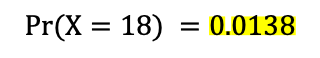 Pr(X = 18) = 0.0138